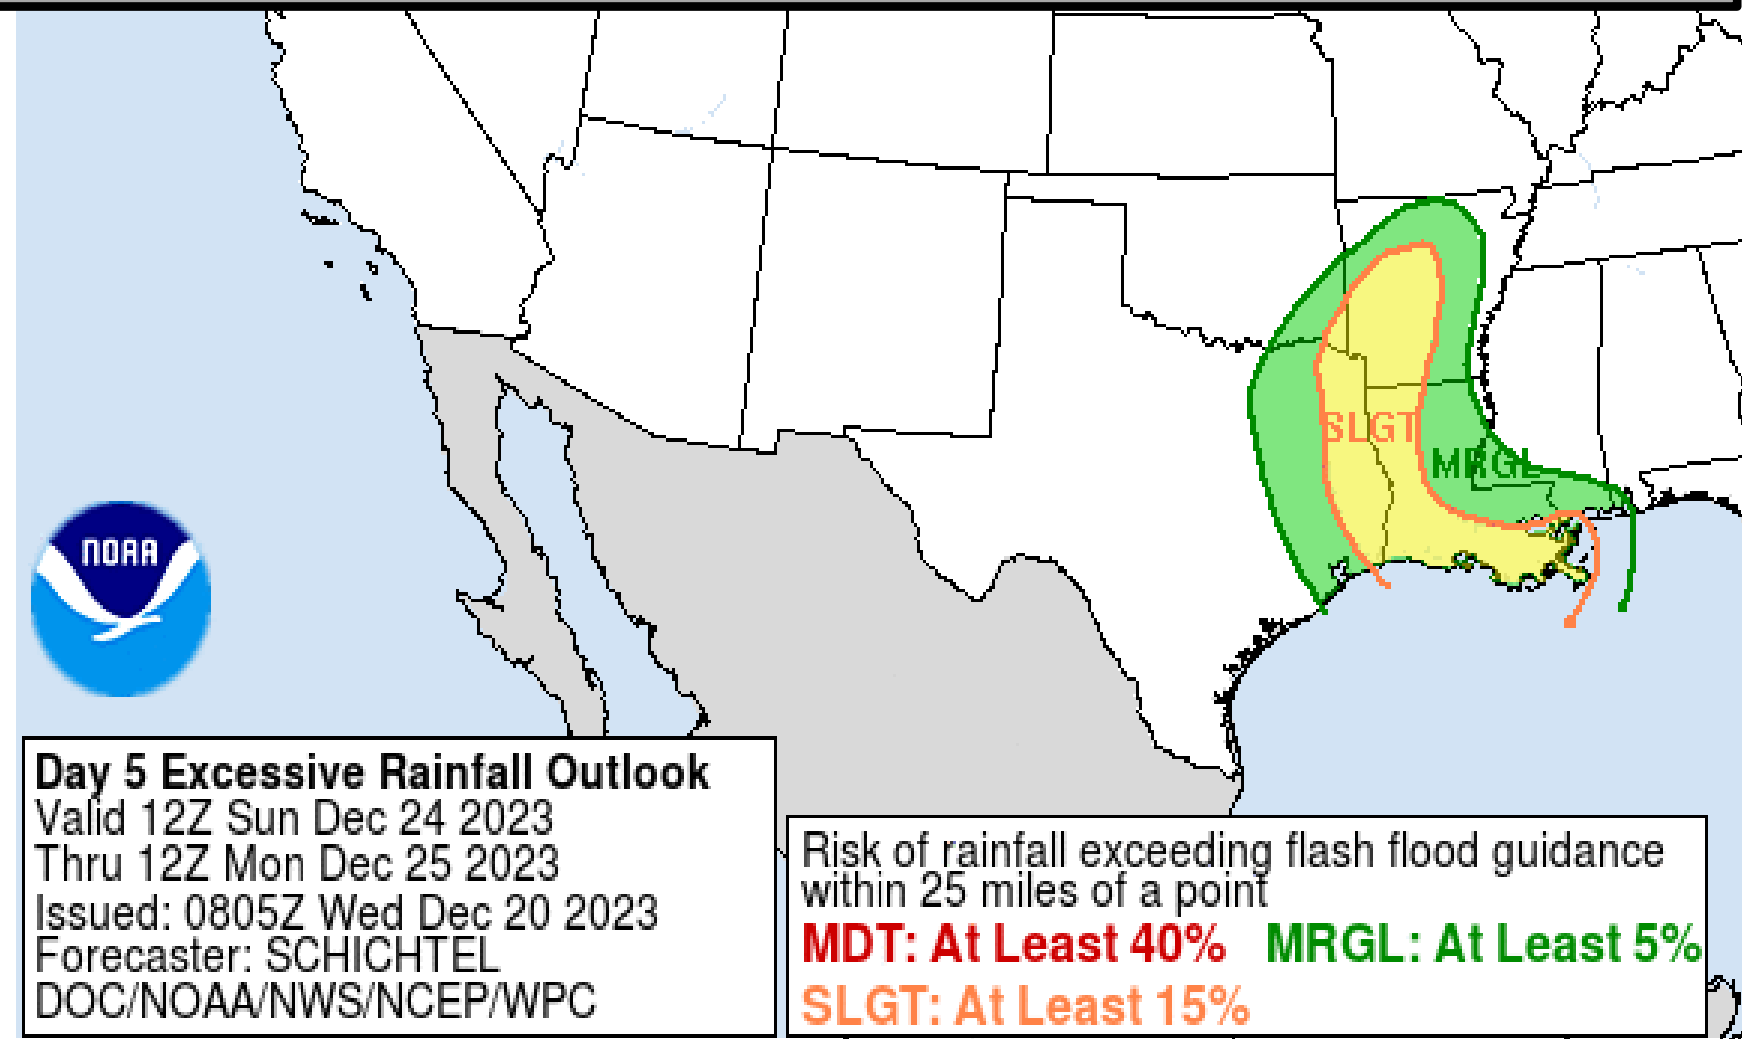 SLGT
MRGL
NOAA
Day 5 Excessive Rainfall Outlook
Valid 12Z Sun Dec 24 2023
Thru 12Z Mon Dec 25 2023
Issued: 0805Z Wed Dec 20 2023
Forecaster: SCHICHTEL
DOC/NOAA/NWS/NCEP/WPC
Risk of rainfall exceeding flash flood guidance
within 25 miles of a point
MDT: At Least 40% MRGL: At Least 5%
SLGT: At Least 15%